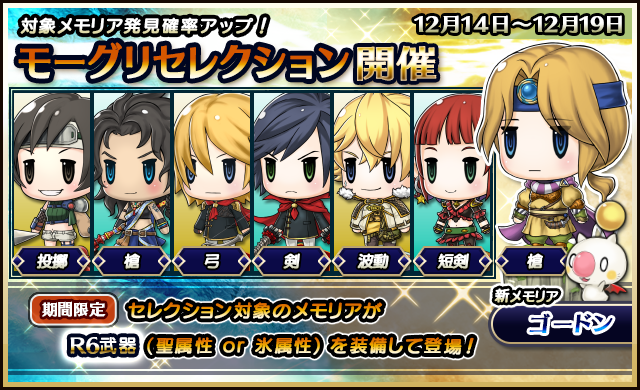 対象メモリア発見確率アップ！
12月14日～12月19日
モーグリセレクション開催
投擲
槍
弓
剣
波動
短剣
槍
新メモリア
ゴードン
期間限定
セレクション対象のメモリアが
R6武器（聖属性 or 氷属性）を装備して登場！